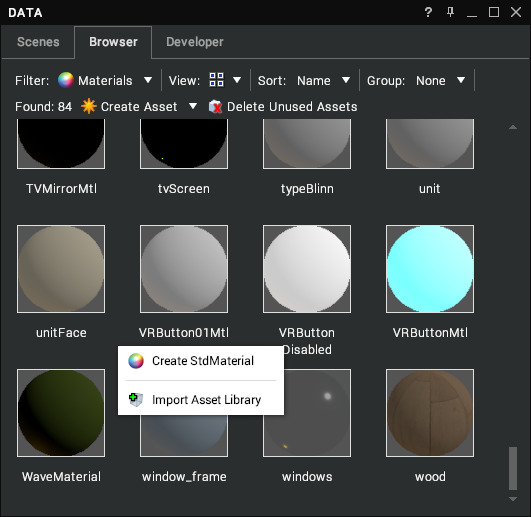 DATA
Scenes Browser Developer
Filter: Materials View: Sort: Name Group: None
Found: 84 Create Asset Delete Unused Assets
TVMirrorMtl tvScreen typeBlinn unit
unitFace VRButton01Mtl VRButton VRButtonMtl
Disabled
Create StdMaterial
Import Asset Library
WaveMaterial window_frame windows wood